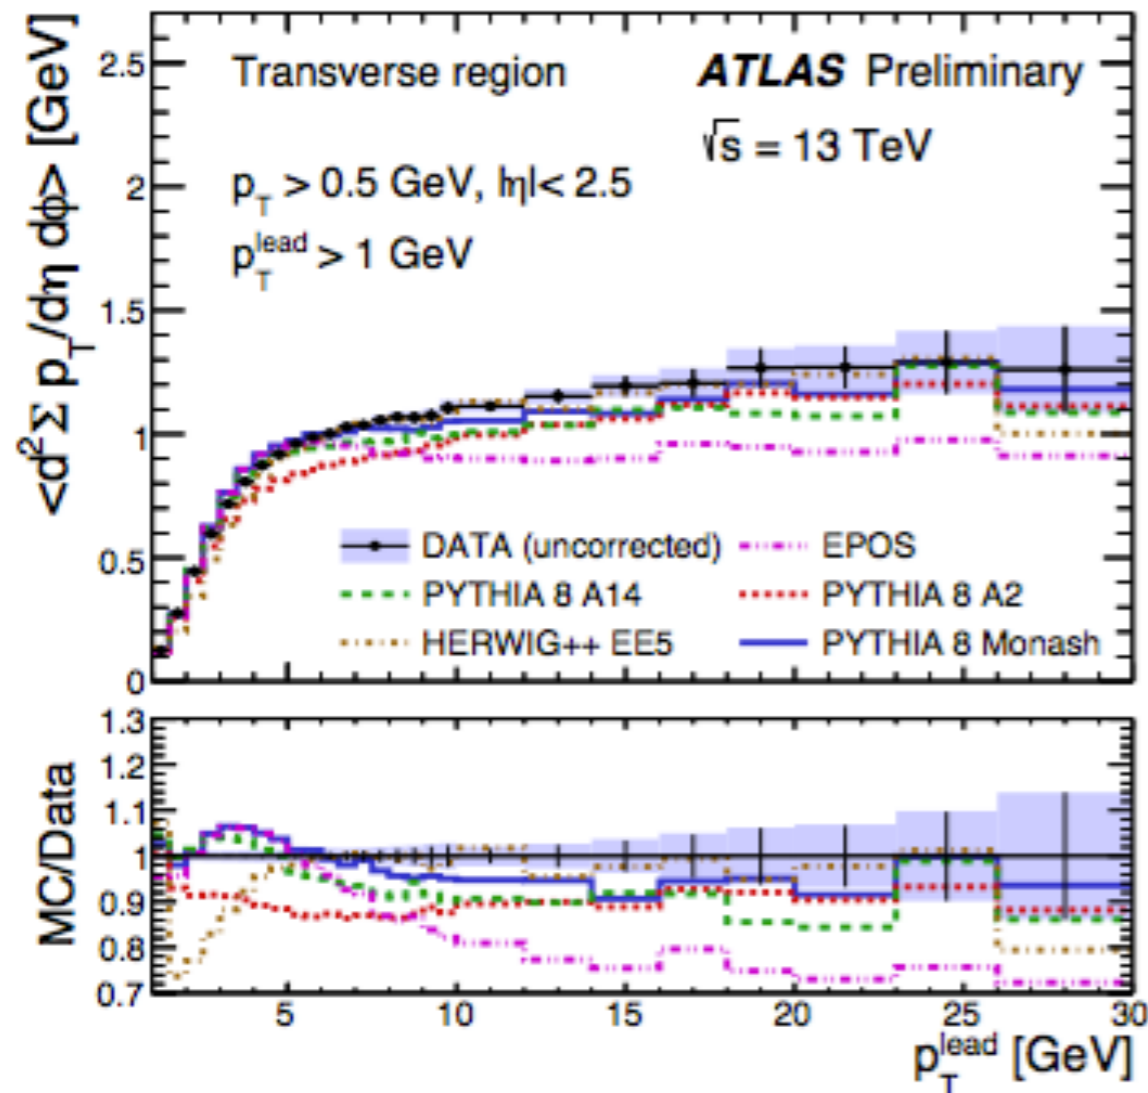 <d² Σ p_T/dη dϕ> [GeV]
Transverse region
ATLAS Preliminary
√s = 13 TeV
p_T > 0.5 GeV, |η|< 2.5
p_T^lead > 1 GeV
2.5
2
1.5
1
0.5
0
DATA (uncorrected)
EPOS
PYTHIA 8 A14
PYTHIA 8 A2
HERWIG++ EE5
PYTHIA 8 Monash
MC/Data
1.3
1.2
1.1
1
0.9
0.8
0.7
5 10 15 20 25 30
p_T^lead [GeV]